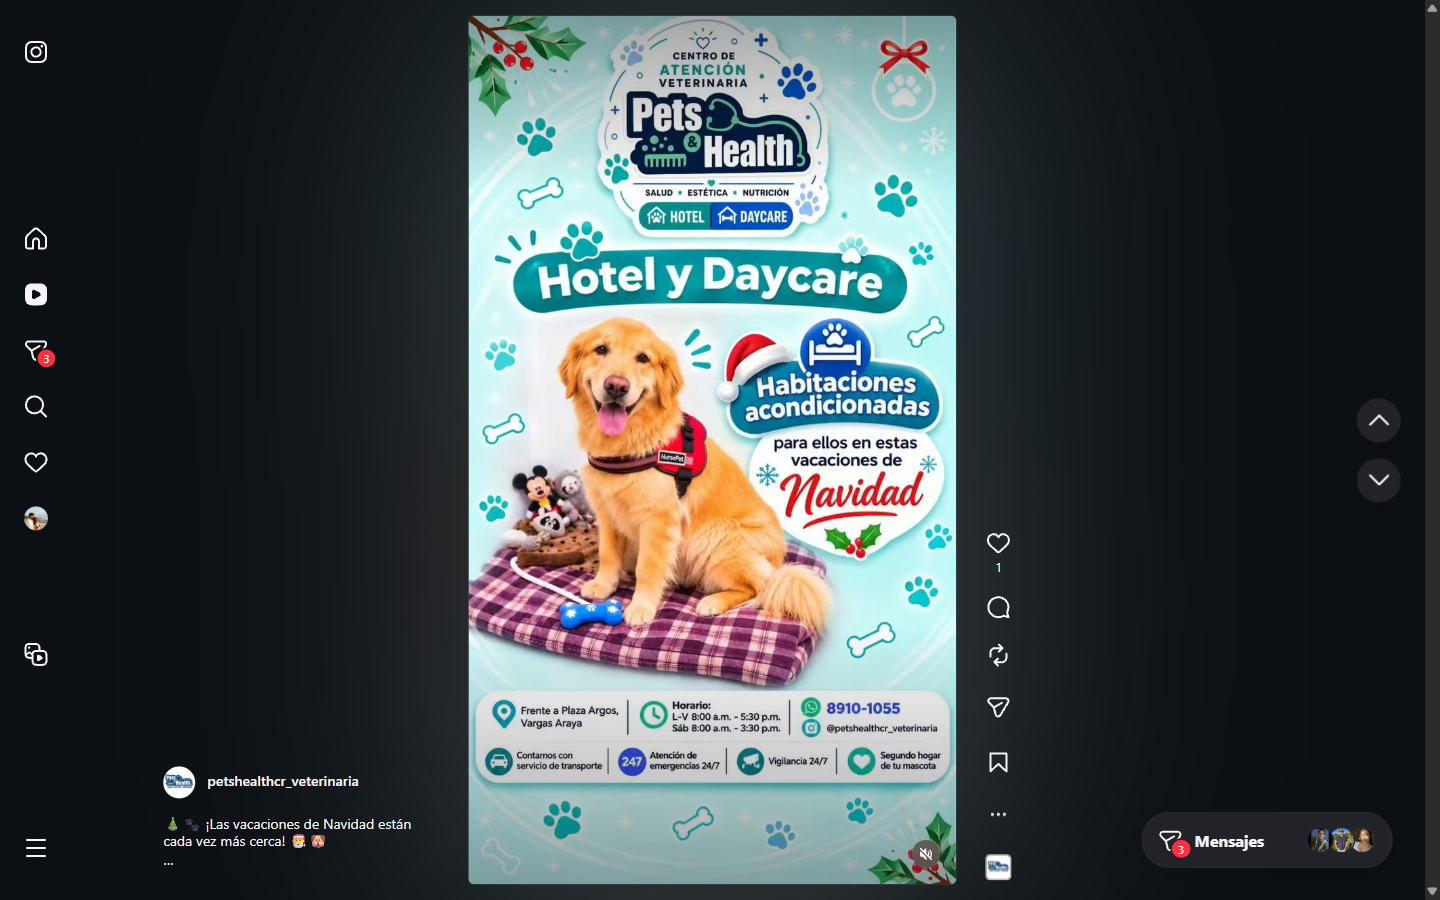 CENTRO DE
ATENCIÓN
VETERINARIA
Pets
& Health
SALUD • ESTÉTICA • NUTRICIÓN
HOTEL DAYCARE
Hotel y Daycare
Habitaciones
acondicionadas
para ellos en estas
vacaciones de
Navidad
NursePet
Frente a Plaza Argos,
Vargas Araya
Horario:
L-V 8:00 a.m. - 5:30 p.m.
Sáb 8:00 a.m. - 3:30 p.m.
8910-1055
@petshealthcr_veterinaria
Contamos con
servicio de transporte
247
Atención de
emergencias 24/7
Vigilancia 24/7
Segundo hogar
de tu mascota
3
petshealthcr_veterinaria
¡Las vacaciones de Navidad están
cada vez más cerca!
...
1
3
Mensajes